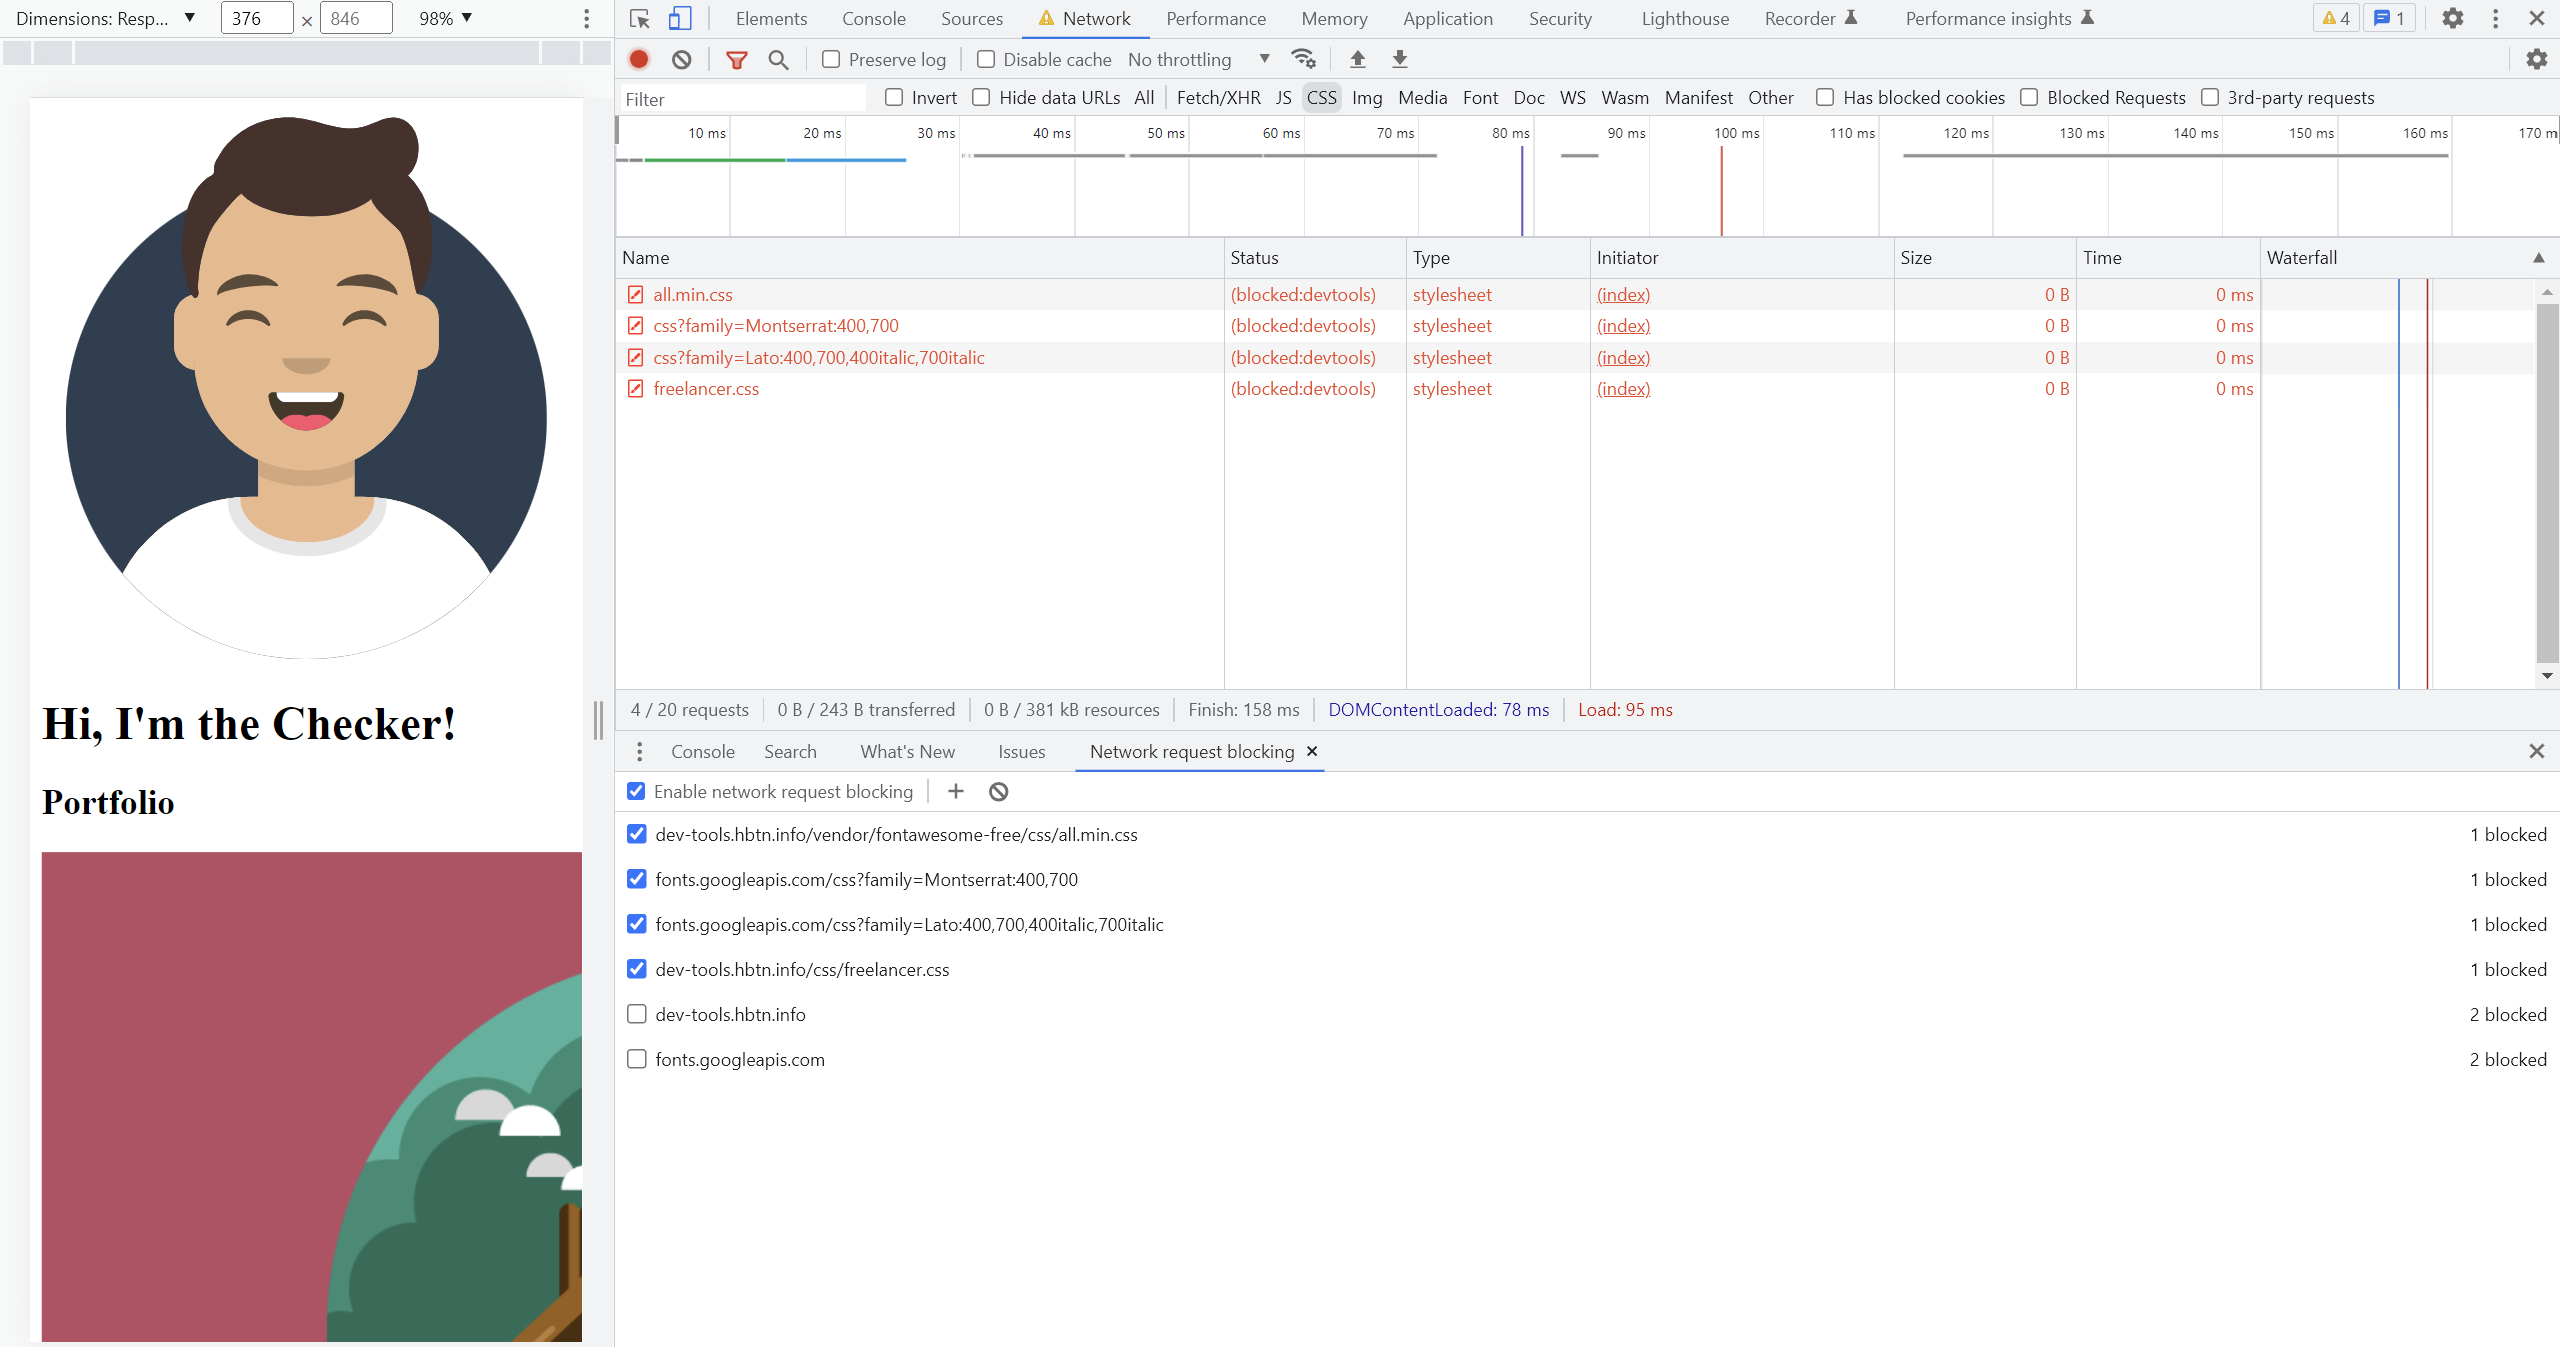 Dimensions: Resp... ▼ 376 × 846 98% ▼
Elements Console Sources Network Performance Memory Application Security Lighthouse Recorder Performance insights 4 1
Preserve log Disable cache No throttling ▼
Filter Invert Hide data URLs All Fetch/XHR JS CSS Img Media Font Doc WS Wasm Manifest Other Has blocked cookies Blocked Requests 3rd-party requests
10 ms 20 ms 30 ms 40 ms 50 ms 60 ms 70 ms 80 ms 90 ms 100 ms 110 ms 120 ms 130 ms 140 ms 150 ms 160 ms 170 m
Name Status Type Initiator Size Time Waterfall ▲
all.min.css (blocked:devtools) stylesheet (index) 0 B 0 ms
css?family=Montserrat:400,700 (blocked:devtools) stylesheet (index) 0 B 0 ms
css?family=Lato:400,700,400italic,700italic (blocked:devtools) stylesheet (index) 0 B 0 ms
freelancer.css (blocked:devtools) stylesheet (index) 0 B 0 ms
4 / 20 requests 0 B / 243 B transferred 0 B / 381 kB resources Finish: 158 ms DOMContentLoaded: 78 ms Load: 95 ms
Console Search What's New Issues Network request blocking ×
Enable network request blocking +
dev-tools.hbtn.info/vendor/fontawesome-free/css/all.min.css 1 blocked
fonts.googleapis.com/css?family=Montserrat:400,700 1 blocked
fonts.googleapis.com/css?family=Lato:400,700,400italic,700italic 1 blocked
dev-tools.hbtn.info/css/freelancer.css 1 blocked
dev-tools.hbtn.info 2 blocked
fonts.googleapis.com 2 blocked
Hi, I'm the Checker!
Portfolio